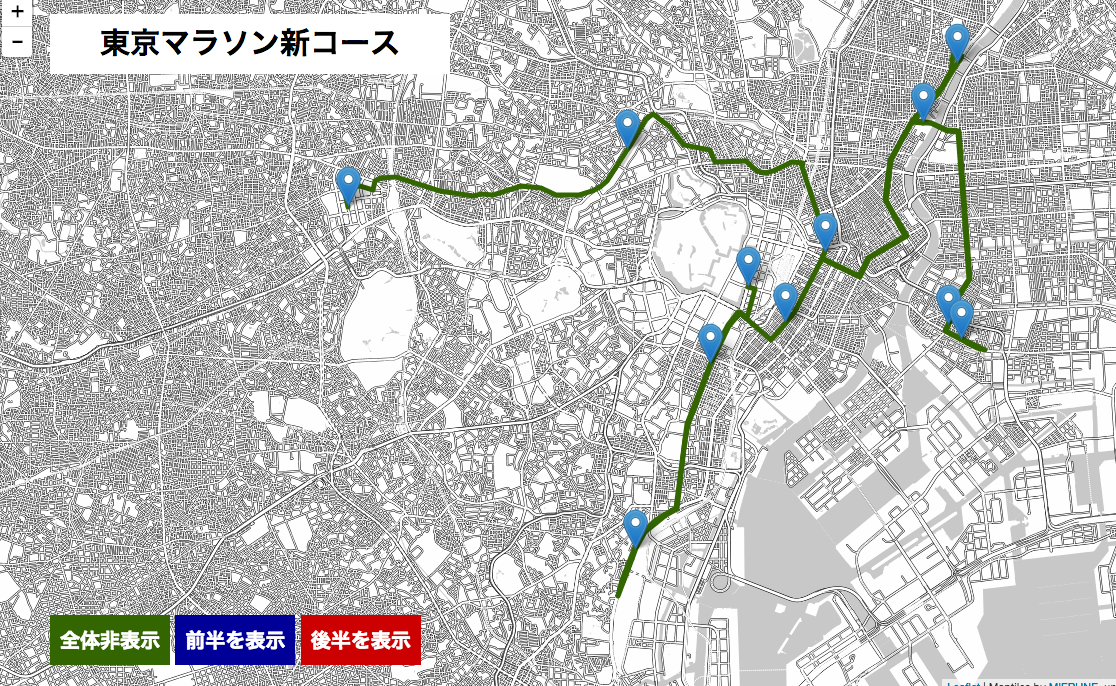 +
東京マラソン新コース
−
全体非表示 前半を表示 後半を表示
Leaflet | Maptiles by MIERUNE,